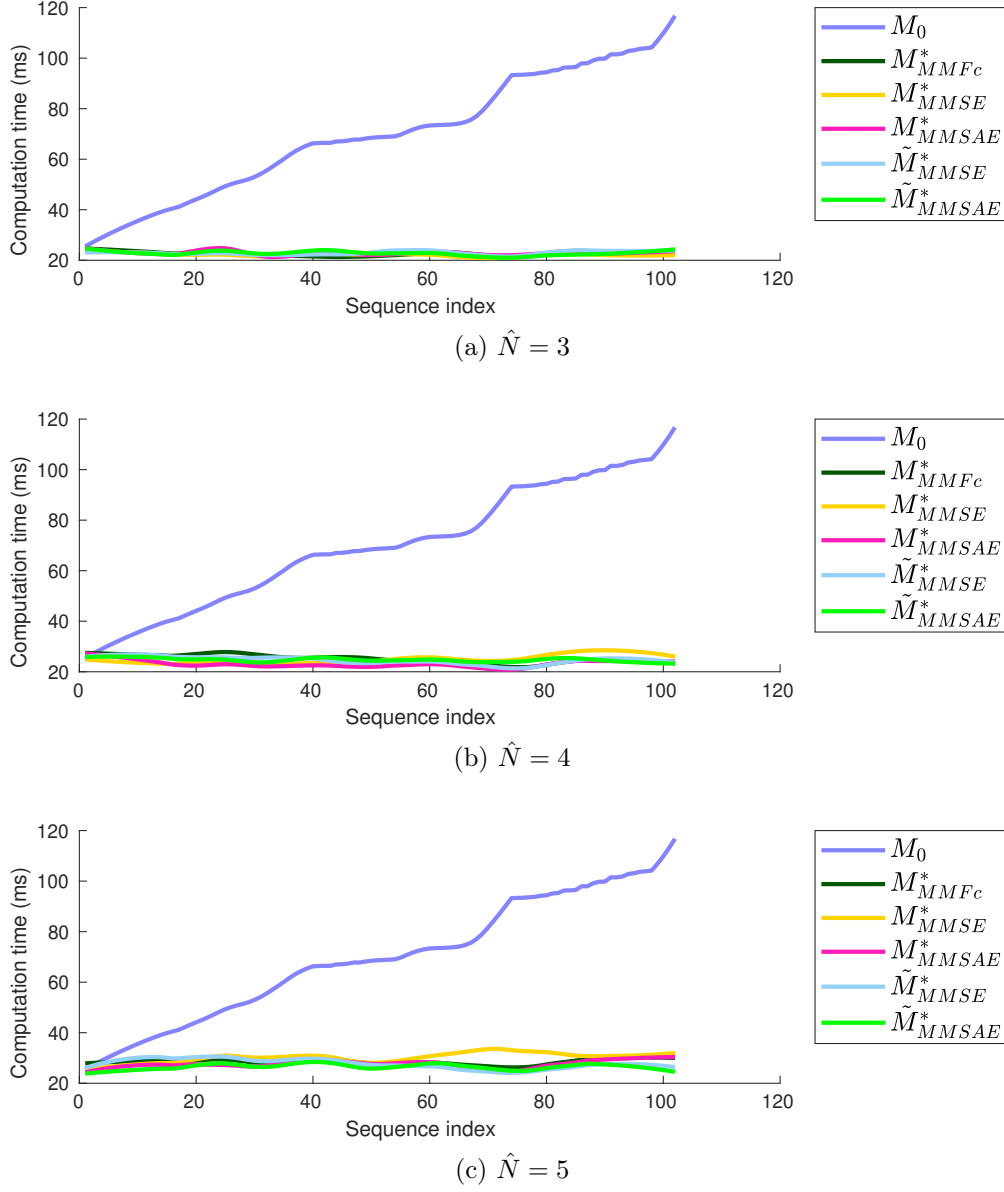 120
100
80
60
40
20
Computation time (ms)
0 20 40 60 80 100 120
Sequence index
M_0
M^*_{MMFc}
M^*_{MMSE}
M^*_{MMSAE}
\tilde{M}^*_{MMSE}
\tilde{M}^*_{MMSAE}
(a) \hat{N} = 3
120
100
80
60
40
20
Computation time (ms)
0 20 40 60 80 100 120
Sequence index
M_0
M^*_{MMFc}
M^*_{MMSE}
M^*_{MMSAE}
\tilde{M}^*_{MMSE}
\tilde{M}^*_{MMSAE}
(b) \hat{N} = 4
120
100
80
60
40
20
Computation time (ms)
0 20 40 60 80 100 120
Sequence index
M_0
M^*_{MMFc}
M^*_{MMSE}
M^*_{MMSAE}
\tilde{M}^*_{MMSE}
\tilde{M}^*_{MMSAE}
(c) \hat{N} = 5